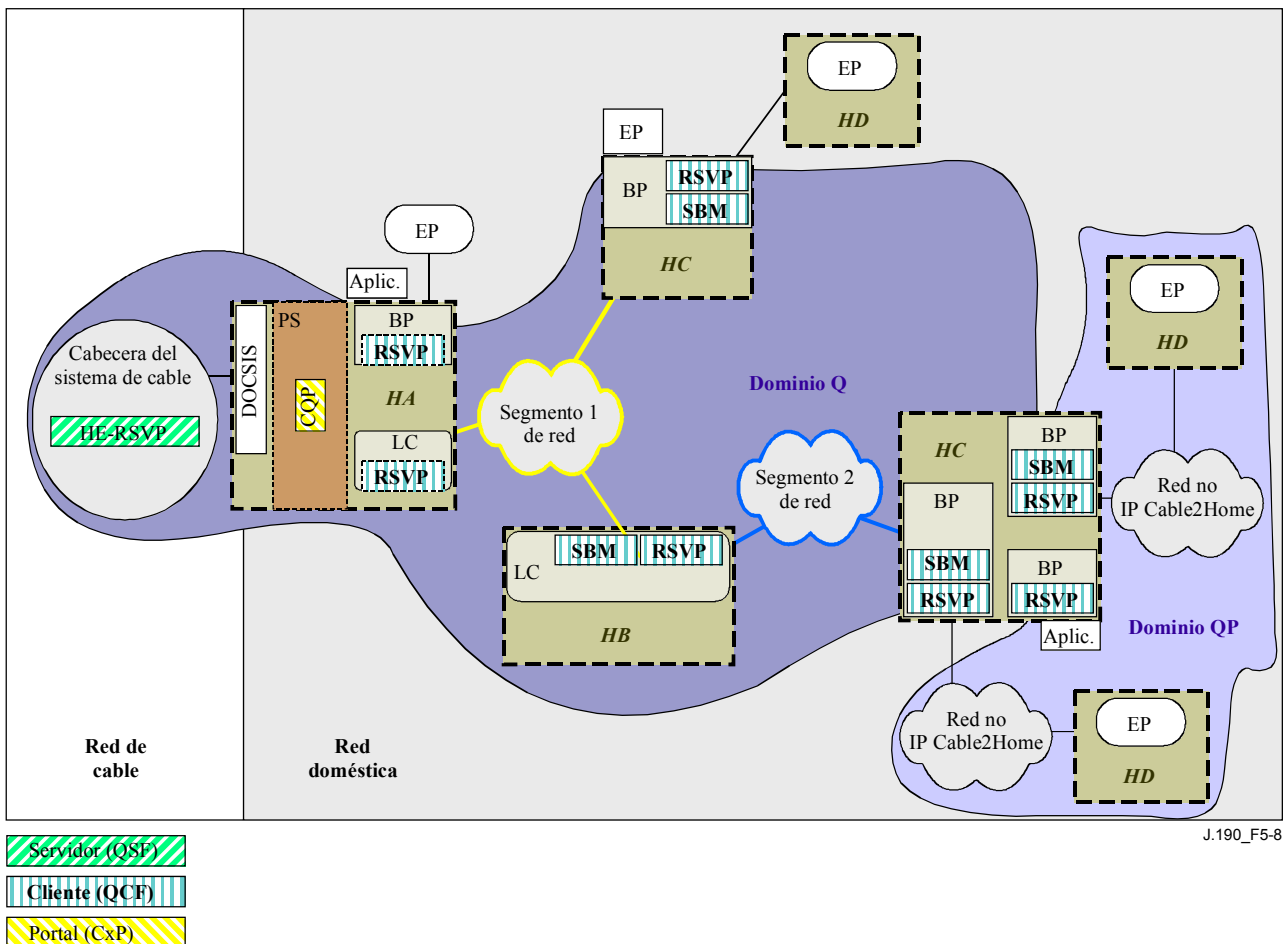 EP
HD
EP
BP
RSVP
SBM
HC
EP
Aplic.
DOCSIS
PS
CQP
BP
RSVP
HA
LC
RSVP
Cabecera del
sistema de cable
HE-RSVP
Segmento 1
de red
Dominio Q
Segmento 2
de red
SBM
RSVP
LC
HB
HC
BP
SBM
RSVP
BP
SBM
RSVP
BP
RSVP
Aplic.
EP
HD
Red no
IP Cable2Home
Dominio QP
Red no
IP Cable2Home
EP
HD
Red de
cable
Red
doméstica
J.190_F5-8
Servidor (QSF)
Cliente (QCF)
Portal (CxP)